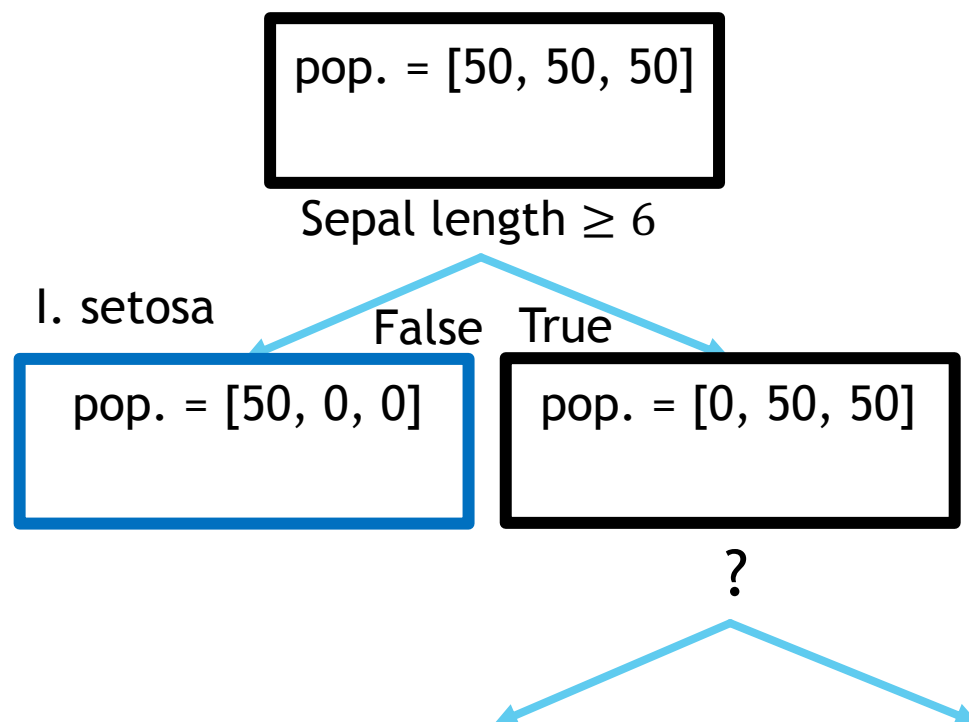 pop. = [50, 50, 50]
Sepal length ≥ 6
I. setosa
False True
pop. = [50, 0, 0]
pop. = [0, 50, 50]
?